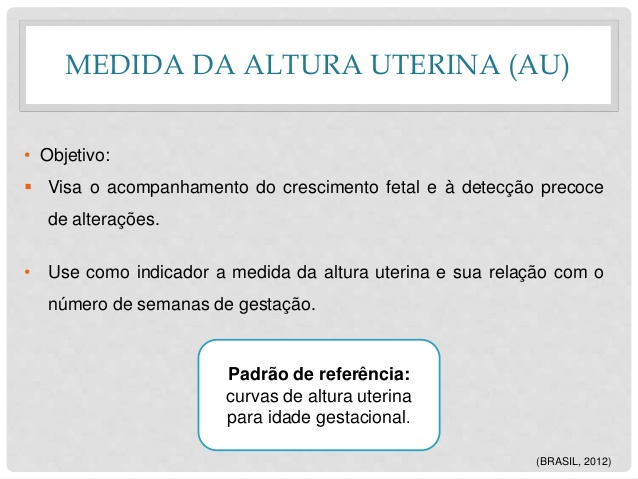 MEDIDA DA ALTURA UTERINA (AU)
• Objetivo:
▪ Visa o acompanhamento do crescimento fetal e à detecção precoce
de alterações.
• Use como indicador a medida da altura uterina e sua relação com o
número de semanas de gestação.
Padrão de referência:
curvas de altura uterina
para idade gestacional.
(BRASIL, 2012)